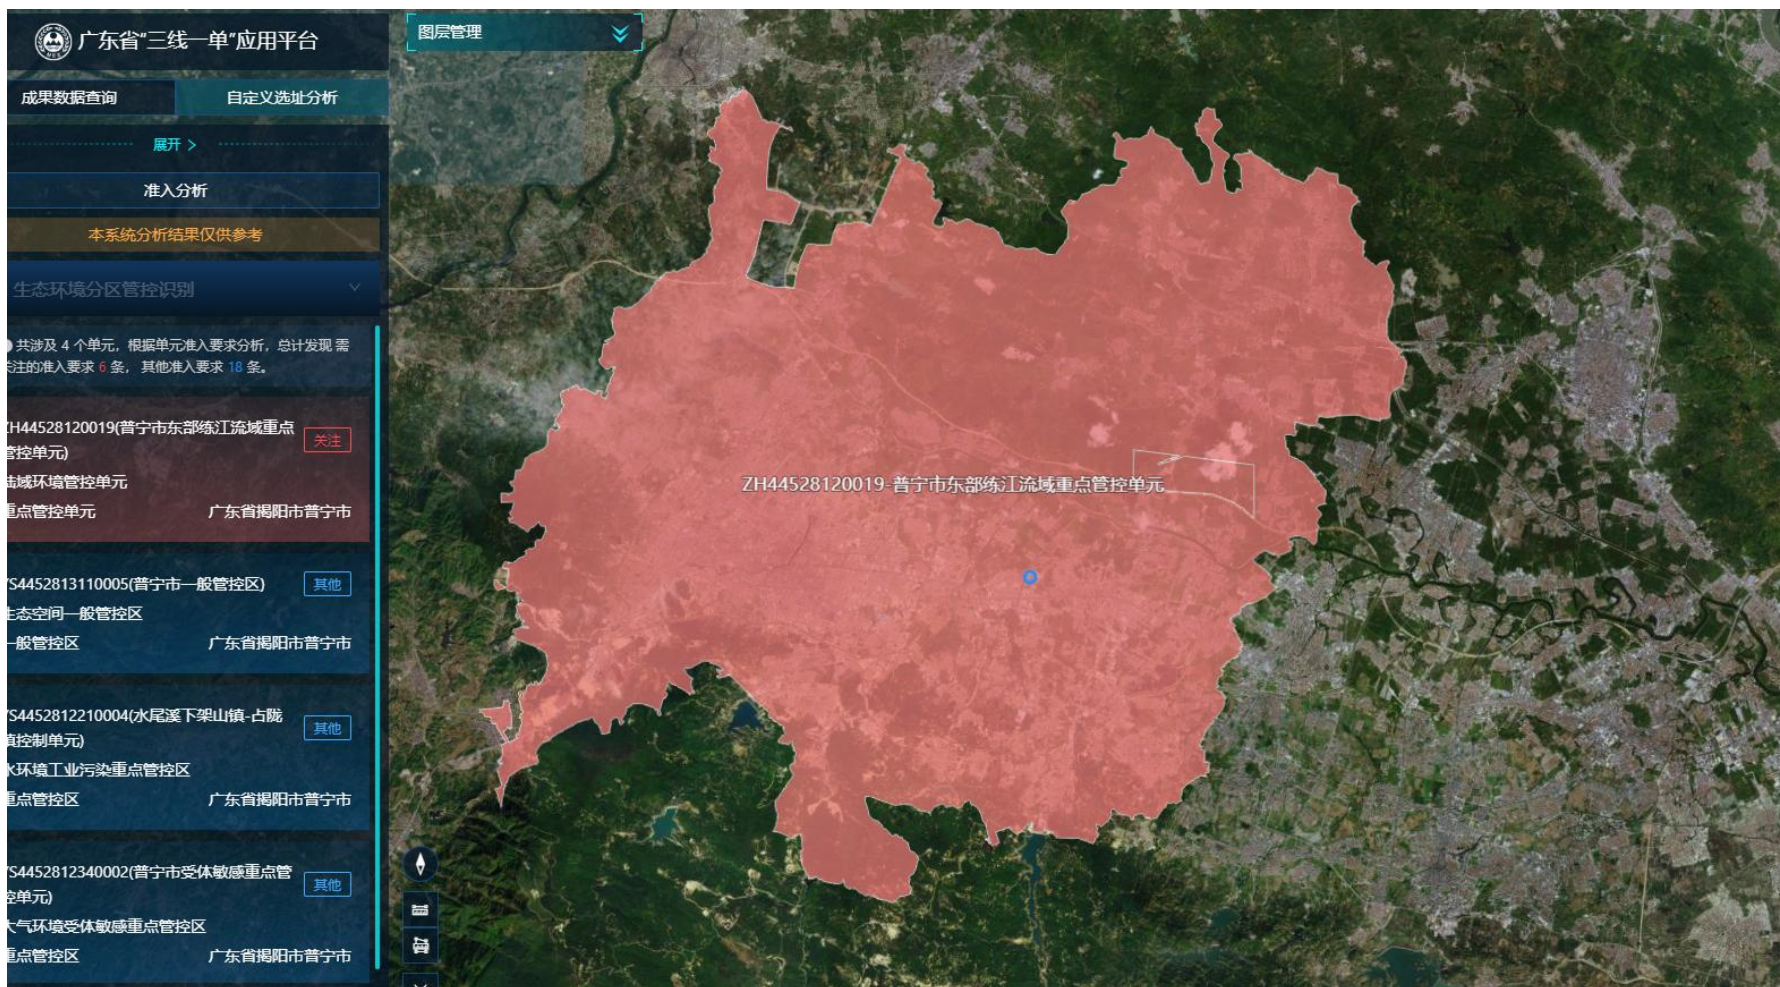 广东省“三线一单”应用平台
成果数据查询
自定义选址分析
展开 >
准入分析
本系统分析结果仅供参考
生态环境分区管控识别
共涉及 4 个单元，根据单元准入要求分析，总计发现 需
关注的准入要求 6 条， 其他准入要求 18 条。
ZH44528120019(普宁市东部练江流域重点
管控单元)
关注
陆域环境管控单元
重点管控单元
广东省揭阳市普宁市
YS4452813110005(普宁市一般管控区)
其他
生态空间一般管控区
一般管控区
广东省揭阳市普宁市
YS4452812210004(水尾溪下架山镇-占陇
镇控制单元)
其他
水环境工业污染重点管控区
重点管控区
广东省揭阳市普宁市
YS4452812340002(普宁市受体敏感重点管
控单元)
其他
大气环境受体敏感重点管控区
重点管控区
广东省揭阳市普宁市
图层管理
ZH44528120019-普宁市东部练江流域重点管控单元